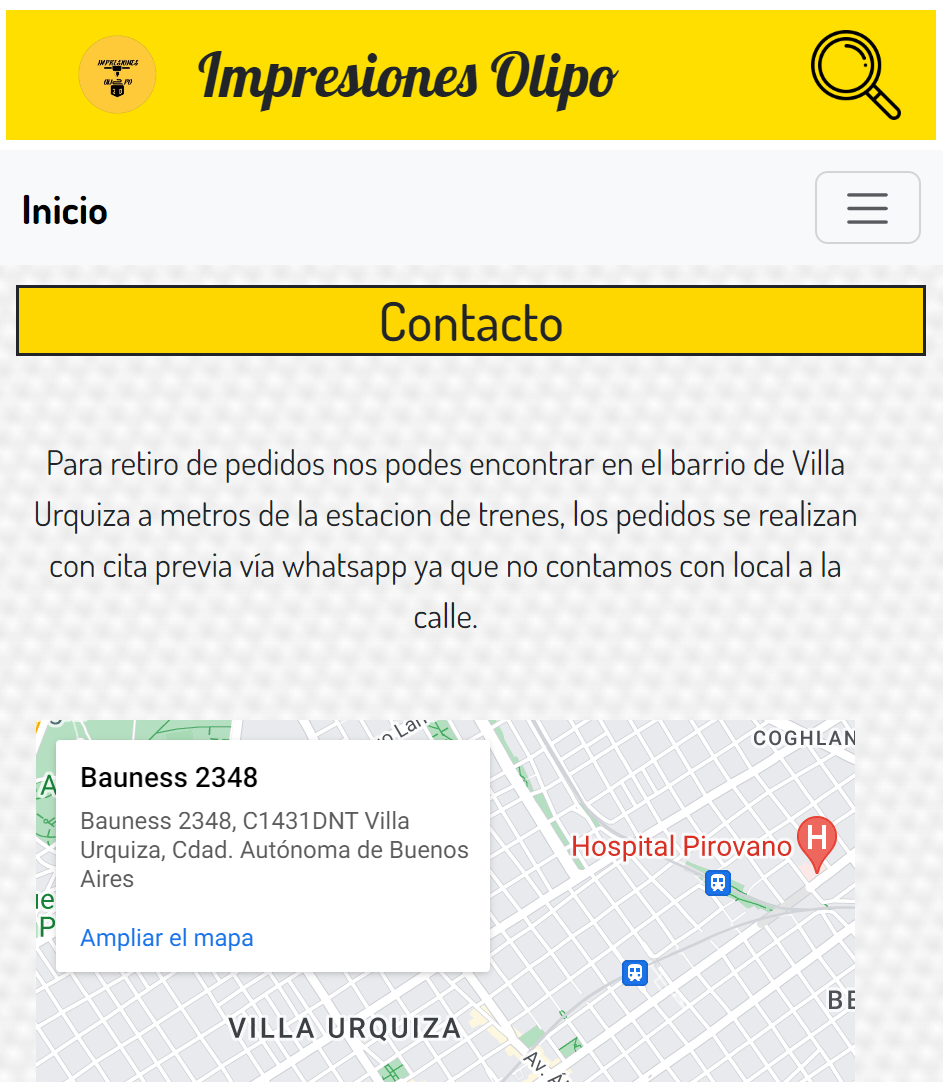 IMPRESIONES
Impresiones Olipo
Inicio
Contacto
Para retiro de pedidos nos podes encontrar en el barrio de Villa
Urquiza a metros de la estacion de trenes, los pedidos se realizan
con cita previa vía whatsapp ya que no contamos con local a la
calle.
COGHLAN
Bauness 2348
Bauness 2348, C1431DNT Villa
Urquiza, Cdad. Autónoma de Buenos
Aires
Ampliar el mapa
Hospital Pirovano
H
VILLA URQUIZA
BE
Av.